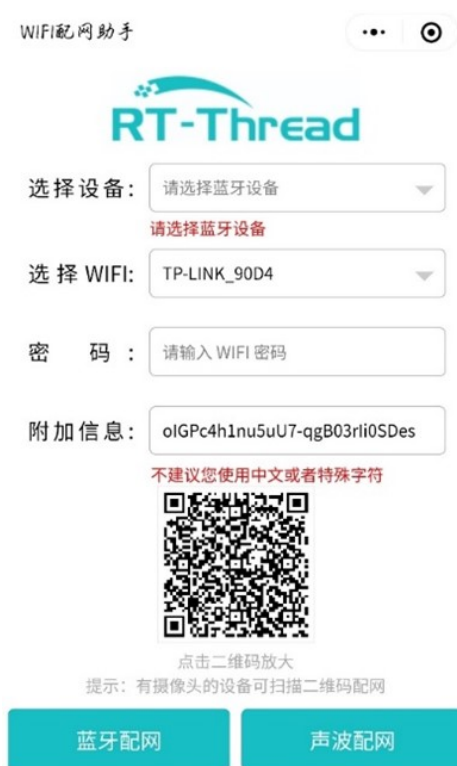 WIFI配网助手
RT-Thread
选择设备: 请选择蓝牙设备
请选择蓝牙设备
选 择 WIFI: TP-LINK_90D4
密 码 : 请输入 WIFI 密码
附加信息: oIGPc4h1nu5uU7-qgB03rIi0SDes
不建议您使用中文或者特殊字符
点击二维码放大
提示: 有摄像头的设备可扫描二维码配网
蓝牙配网 声波配网